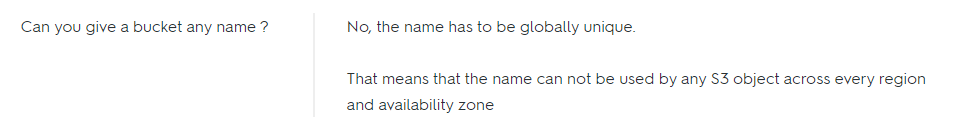 Can you give a bucket any name ?
No, the name has to be globally unique.
That means that the name can not be used by any S3 object across every region
and availability zone